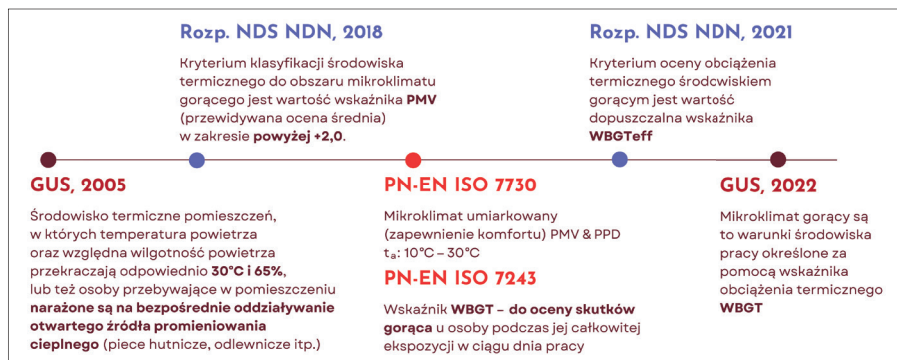 Rozp. NDS NDN, 2018
Kryterium klasyfikacji środowiska
termicznego do obszaru mikroklimatu
gorącego jest wartość wskaźnika PMV
(przewidywana ocena średnia)
w zakresie powyżej +2,0.
Rozp. NDS NDN, 2021
Kryterium oceny obciążenia
termicznego środowiskiem
gorącym jest wartość
dopuszczalna wskaźnika
WBGTeff
GUS, 2005
Środowisko termiczne pomieszczeń,
w których temperatura powietrza
oraz względna wilgotność powietrza
przekraczają odpowiednio 30°C i 65%,
lub też osoby przebywające w pomieszczeniu
narażone są na bezpośrednie oddziaływanie
otwartego źródła promieniowania
cieplnego (piece hutnicze, odlewnicze itp.)
PN-EN ISO 7730
Mikroklimat umiarkowany
(zapewnienie komfortu) PMV & PPD
tₐ: 10°C – 30°C
PN-EN ISO 7243
Wskaźnik WBGT – do oceny skutków
gorąca u osoby podczas jej całkowitej
ekspozycji w ciągu dnia pracy
GUS, 2022
Mikroklimat gorący są
to warunki środowiska
pracy określone za
pomocą wskaźnika
obciążenia termicznego
WBGT